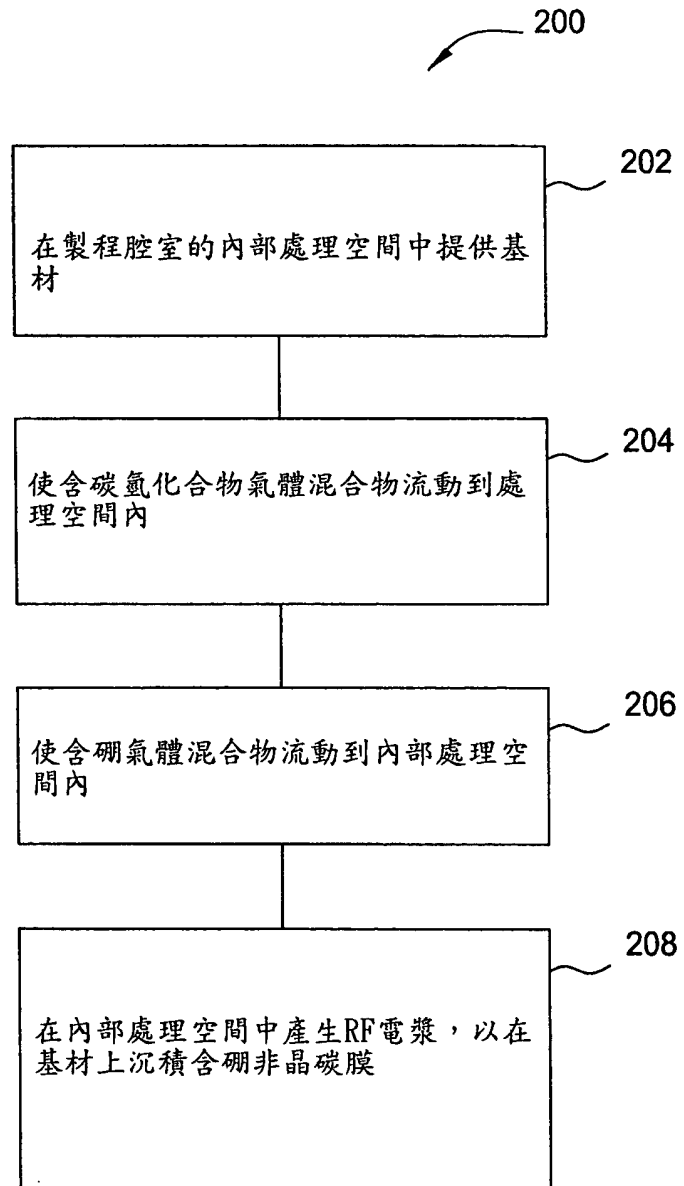 200
202
在製程腔室的內部處理空間中提供基
材
204
使含碳氫化合物氣體混合物流動到處
理空間內
206
使含硼氣體混合物流動到內部處理空
間內
208
在內部處理空間中產生RF電漿，以在
基材上沉積含硼非晶碳膜